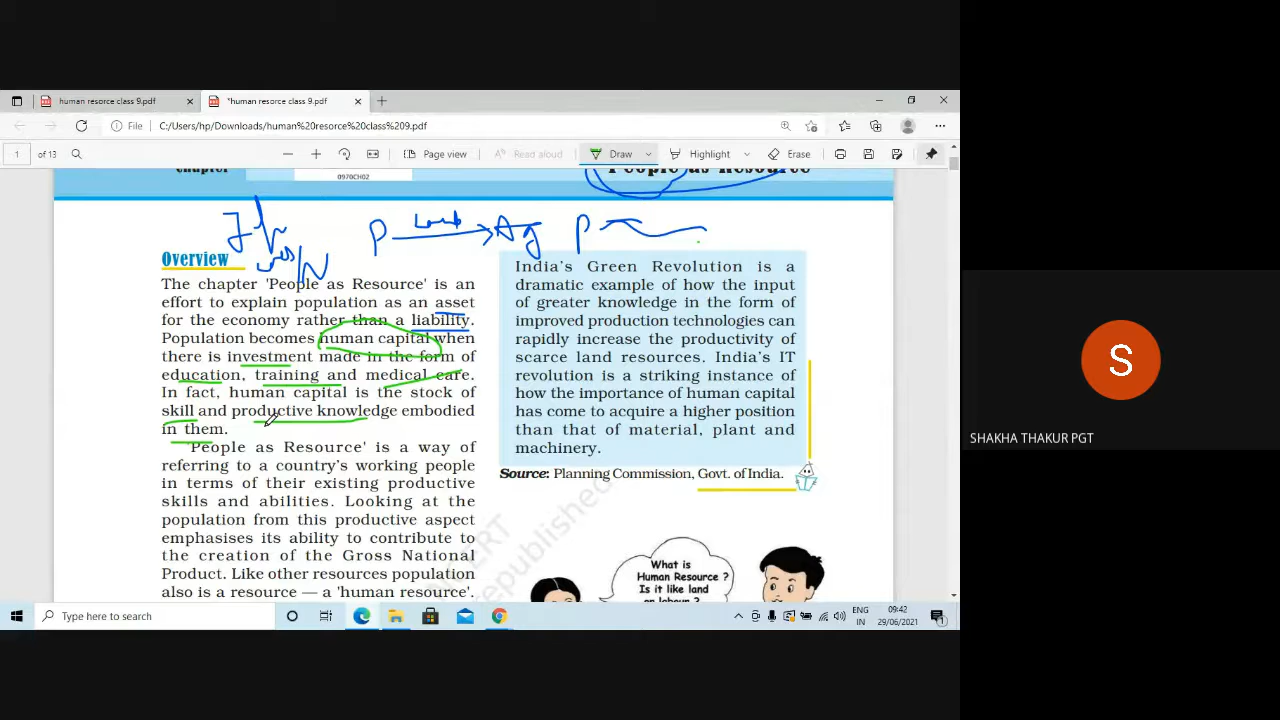 human resorce class 9.pdf
*human resorce class 9.pdf
File
C:/Users/hp/Downloads/human%20resorce%20class%209.pdf
1 of 13
Page view
Read aloud
Draw
Highlight
Erase
chapter
0970CH02
People as Resource
P Ag P
Overview
The chapter 'People as Resource' is an
effort to explain population as an asset
for the economy rather than a liability.
Population becomes human capital when
there is investment made in the form of
education, training and medical care.
In fact, human capital is the stock of
skill and productive knowledge embodied
in them.
People as Resource' is a way of
referring to a country's working people
in terms of their existing productive
skills and abilities. Looking at the
population from this productive aspect
emphasises its ability to contribute to
the creation of the Gross National
Product. Like other resources population
also is a resource — a 'human resource'.
India's Green Revolution is a
dramatic example of how the input
of greater knowledge in the form of
improved production technologies can
rapidly increase the productivity of
scarce land resources. India's IT
revolution is a striking instance of
how the importance of human capital
has come to acquire a higher position
than that of material, plant and
machinery.
Source: Planning Commission, Govt. of India.
republished
What is
Human Resource ?
Is it like land
or labour ?
S
SHAKHA THAKUR PGT
Type here to search
ENG
IN
09:42
29/06/2021
1